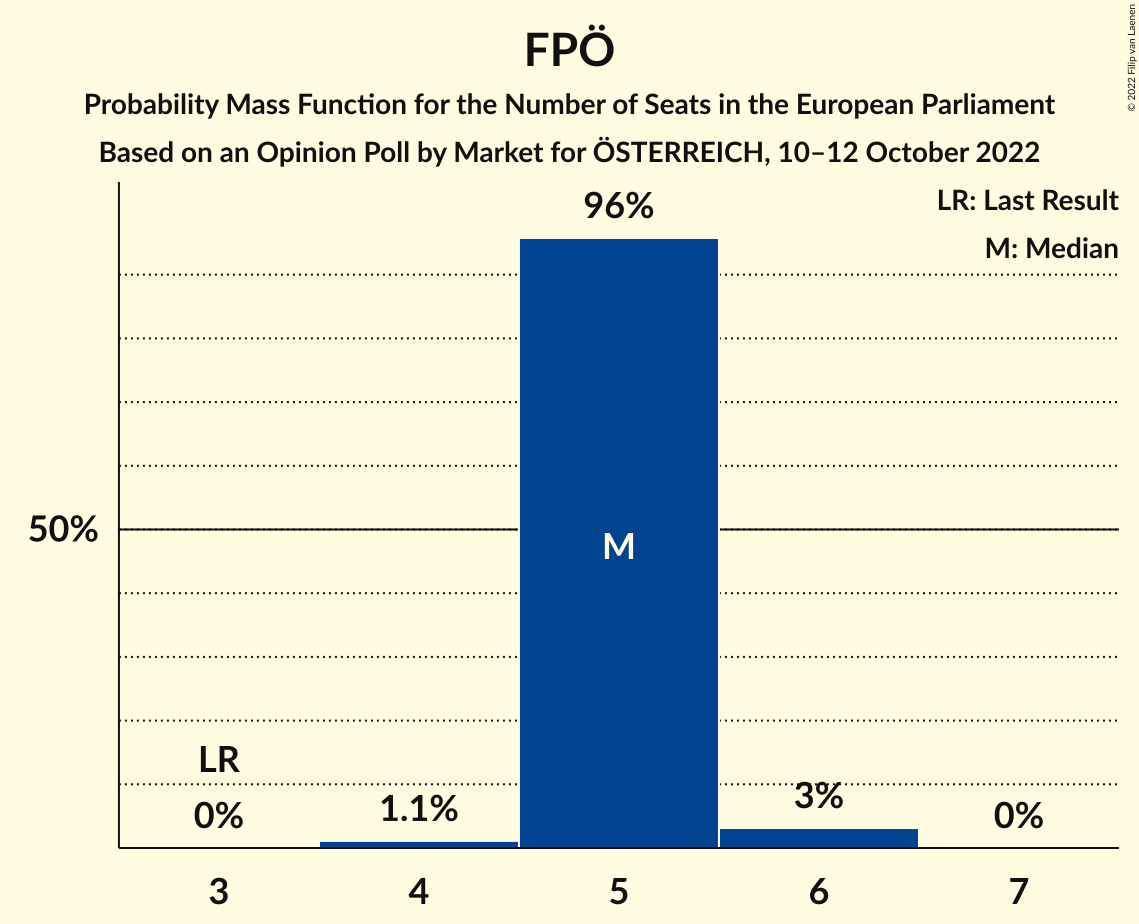 FPÖ
Probability Mass Function for the Number of Seats in the European Parliament
Based on an Opinion Poll by Market for ÖSTERREICH, 10–12 October 2022
© 2022 Filip van Laenen
LR: Last Result
M: Median
96%
50%
M
LR
0%
1.1%
3%
0%
3
4
5
6
7